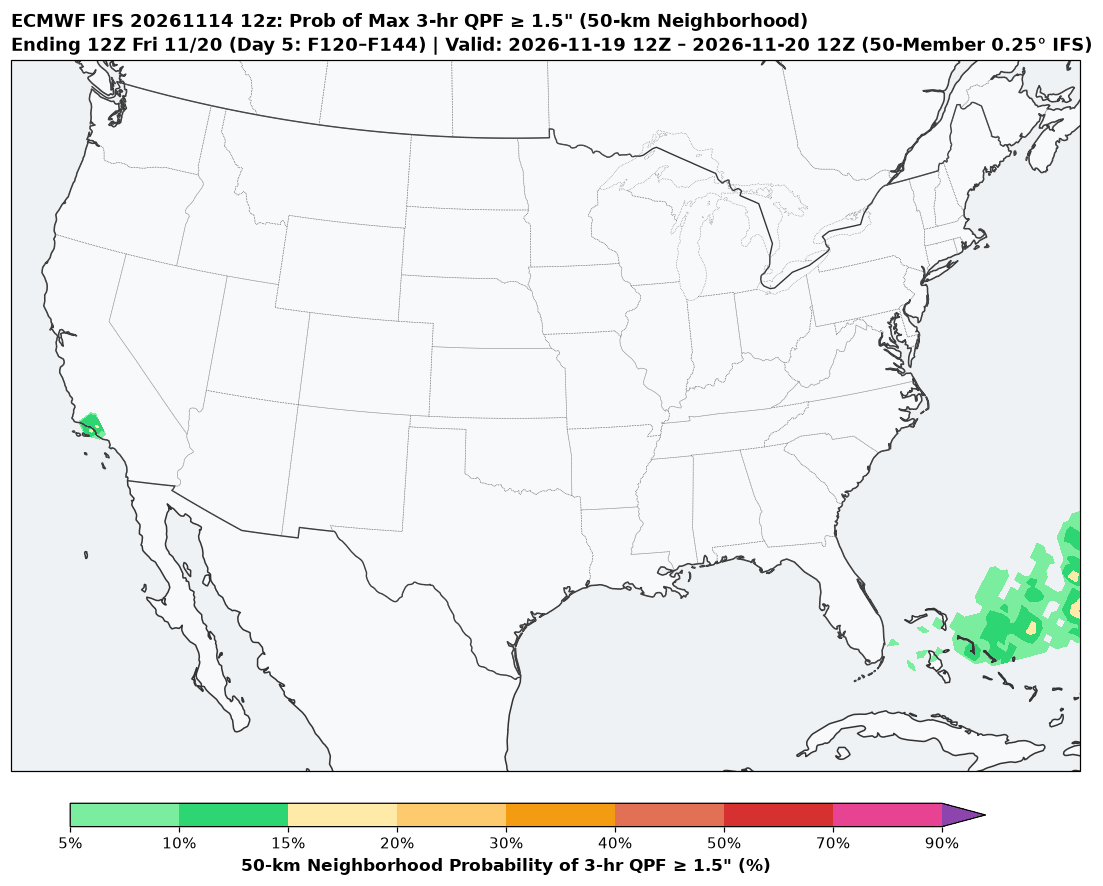 ECMWF IFS 20261114 12z: Prob of Max 3-hr QPF ≥ 1.5" (50-km Neighborhood)
Ending 12Z Fri 11/20 (Day 5: F120–F144) | Valid: 2026-11-19 12Z – 2026-11-20 12Z (50-Member 0.25° IFS)
5% 10% 15% 20% 30% 40% 50% 70% 90%
50-km Neighborhood Probability of 3-hr QPF ≥ 1.5" (%)